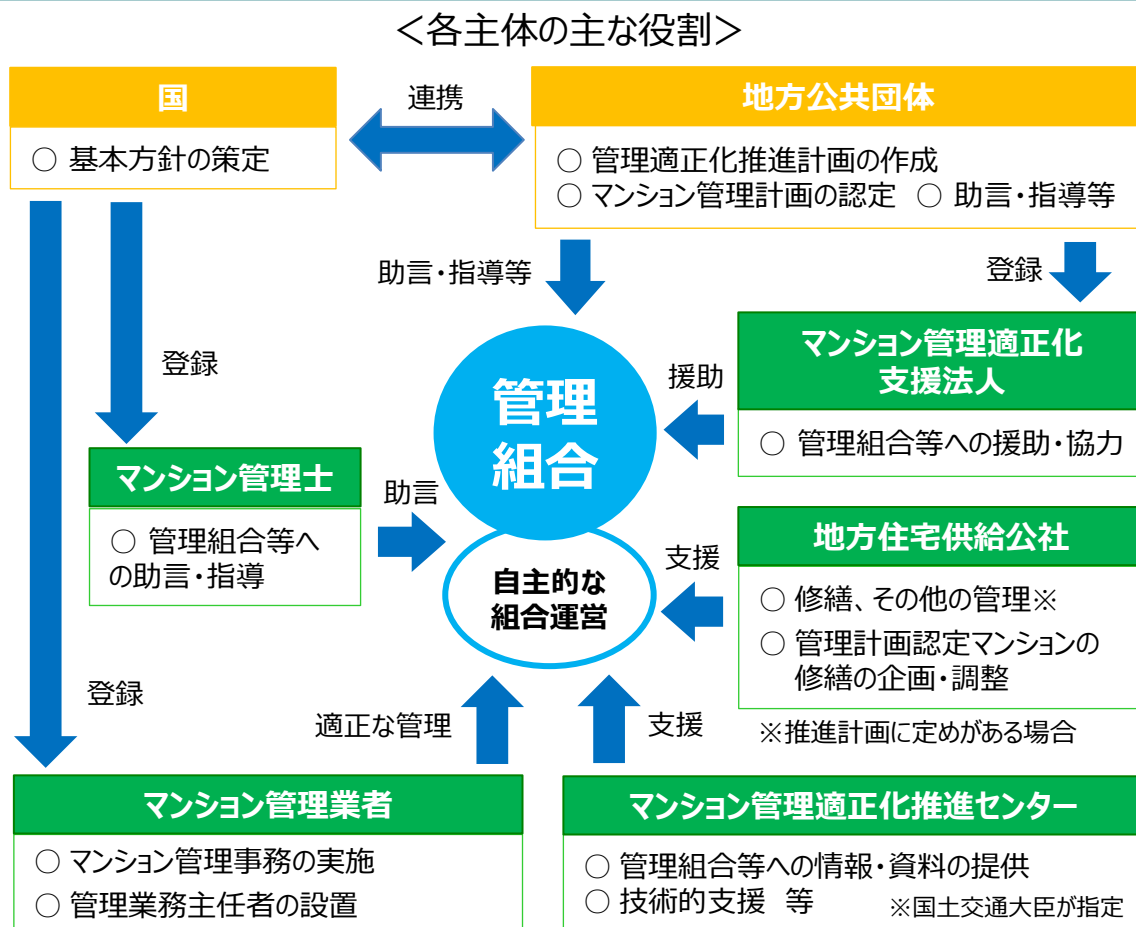 ＜各主体の主な役割＞
国
○ 基本方針の策定
連携
地方公共団体
○ 管理適正化推進計画の作成
○ マンション管理計画の認定 ○ 助言・指導等
助言・指導等
登録
登録
マンション管理適正化
支援法人
○ 管理組合等への援助・協力
援助
管理
組合
自主的な
組合運営
マンション管理士
○ 管理組合等へ
の助言・指導
助言
地方住宅供給公社
○ 修繕、その他の管理※
○ 管理計画認定マンションの
修繕の企画・調整
※推進計画に定めがある場合
支援
登録
適正な管理
支援
マンション管理業者
○ マンション管理事務の実施
○ 管理業務主任者の設置
マンション管理適正化推進センター
○ 管理組合等への情報・資料の提供
○ 技術的支援 等 ※国土交通大臣が指定